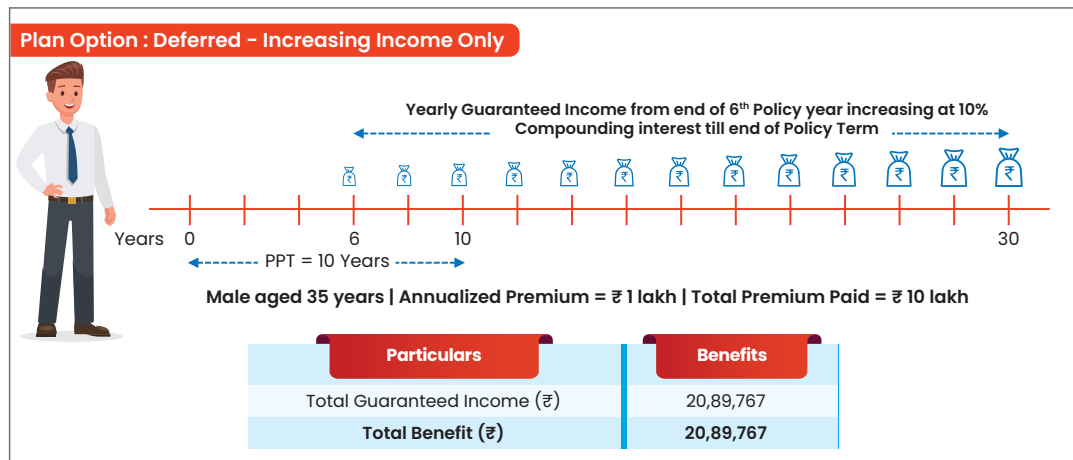 Plan Option : Deferred - Increasing Income Only
Yearly Guaranteed Income from end of 6th Policy year increasing at 10%
Compounding interest till end of Policy Term
₹ ₹ ₹ ₹ ₹ ₹ ₹ ₹ ₹ ₹ ₹ ₹ ₹
Years 0 6 10 30
PPT = 10 Years
Male aged 35 years | Annualized Premium = ₹ 1 lakh | Total Premium Paid = ₹ 10 lakh
Particulars Benefits
Total Guaranteed Income (₹) 20,89,767
Total Benefit (₹) 20,89,767